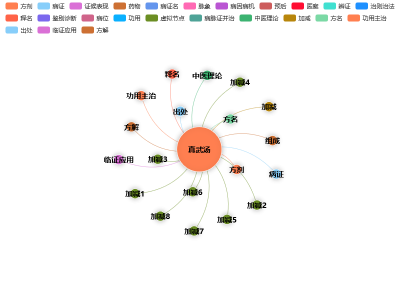 方剂 病证 证候表现 药物 病证名 脉象 病因病机 预后 医案 辨证 治则治法
释名 鉴别诊断 病位 功用 虚拟节点 病脉证并治 中医理论 加减 方名 功用主治
出处 临证应用 方解
释名
中医理论
加减4
功用主治
出处
加减
方名
方解
组成
真武汤
临证应用
加减3
方剂
病证
加减1
加减6
加减2
加减8
加减5
加减7